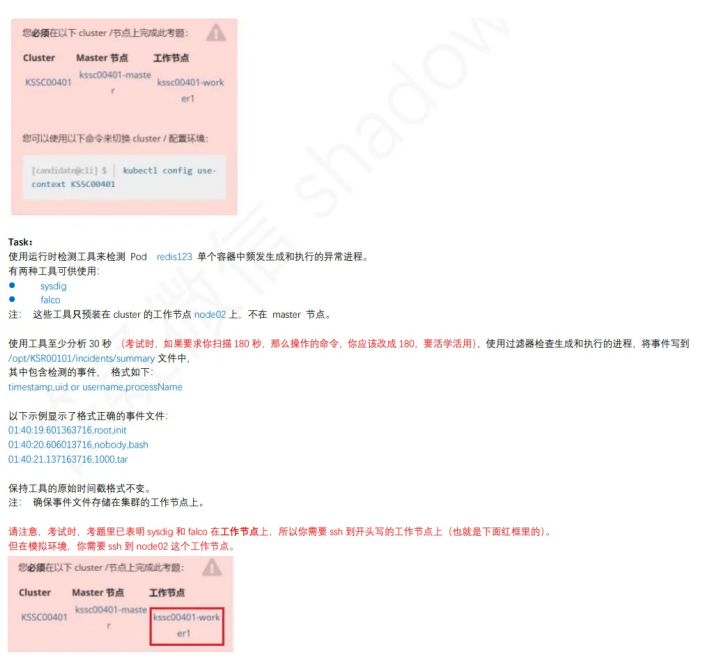 您必须在以下 cluster /节点上完成此考题:
Cluster Master 节点 工作节点
KSSC00401 kssc00401-maste kssc00401-work
r er1
您可以使用以下命令来切换 cluster / 配置环境:
[candidate@cli] $ | kubectl config use-
context KSSC00401
Task:
使用运行时检测工具来检测 Pod redis123 单个容器中频发生成和执行的异常进程。
有两种工具可供使用:
● sysdig
● falco
注: 这些工具只预装在 cluster 的工作节点 node02 上, 不在 master 节点。
使用工具至少分析 30 秒 (考试时, 如果要求你扫描 180 秒, 那么操作的命令, 你应该改成 180, 要活学活用), 使用过滤器检查生成和执行的进程, 将事件写到
/opt/KSR00101/incidents/summary 文件中,
其中包含检测的事件, 格式如下:
timestamp,uid or username,processName
以下示例显示了格式正确的事件文件:
01:40:19.601363716,root,init
01:40:20.606013716,nobody,bash
01:40:21.137163716,1000,tar
保持工具的原始时间截格式不变。
注: 确保事件文件存储在集群的工作节点上。
请注意, 考试时, 考题里已表明 sysdig 和 falco 在工作节点上, 所以你需要 ssh 到开头写的工作节点上 (也就是下面红框里的)。
但在模拟环境, 你需要 ssh 到 node02 这个工作节点。
您必须在以下 cluster /节点上完成此考题:
Cluster Master 节点 工作节点
KSSC00401 kssc00401-maste kssc00401-work
r er1